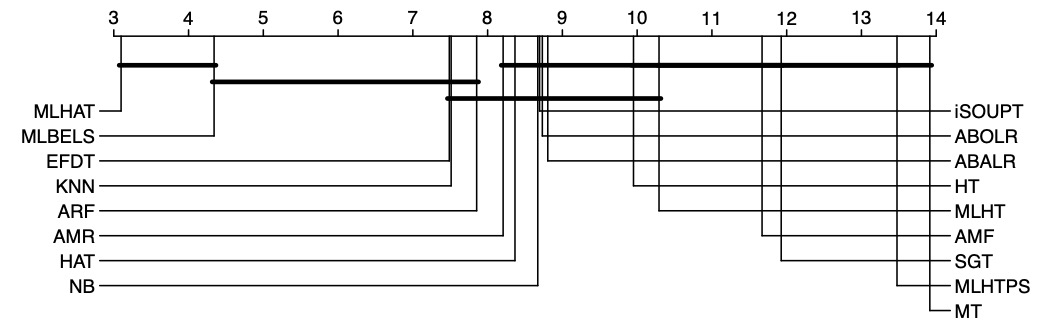 3 4 5 6 7 8 9 10 11 12 13 14
MLHAT iSOUPT
MLBELS ABOLR
EFDT ABALR
KNN HT
ARF MLHT
AMR AMF
HAT SGT
NB MLHTPS
MT